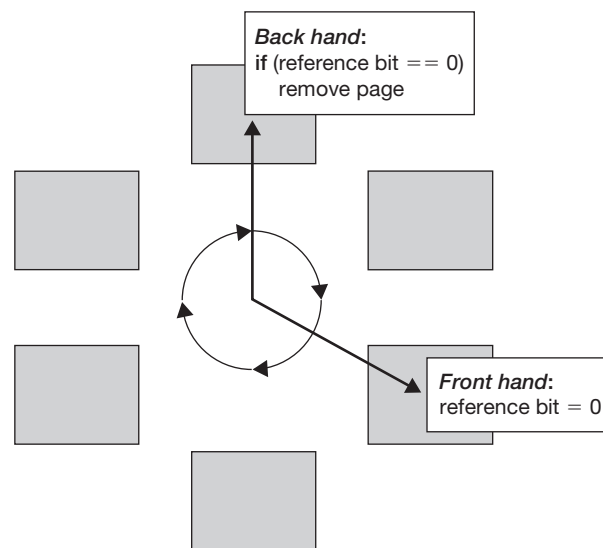 Back hand:
if (reference bit == 0)
remove page
Front hand:
reference bit = 0